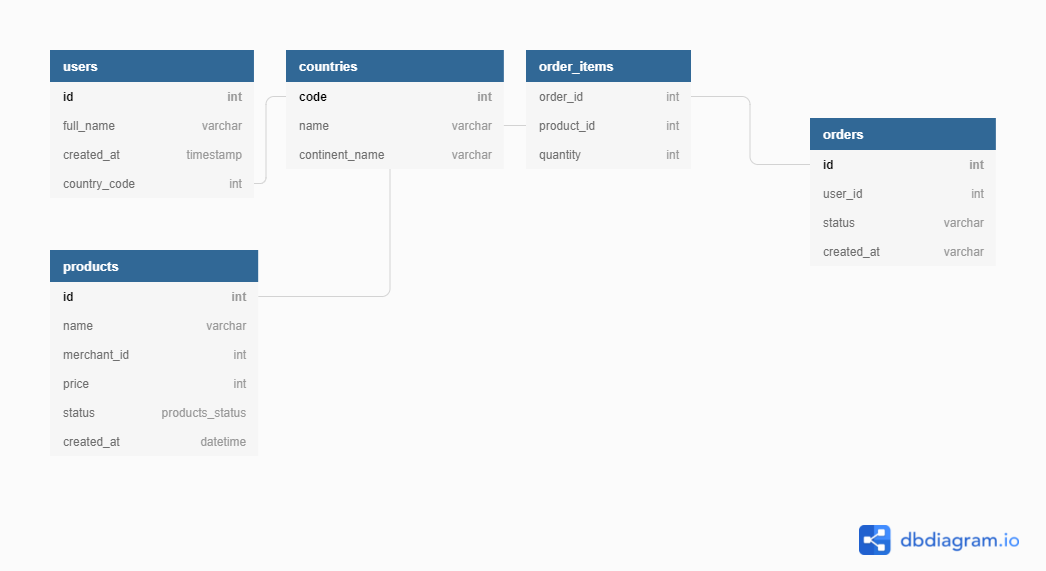 users
id int
full_name varchar
created_at timestamp
country_code int
countries
code int
name varchar
continent_name varchar
order_items
order_id int
product_id int
quantity int
orders
id int
user_id int
status varchar
created_at varchar
products
id int
name varchar
merchant_id int
price int
status products_status
created_at datetime
dbdiagram.io